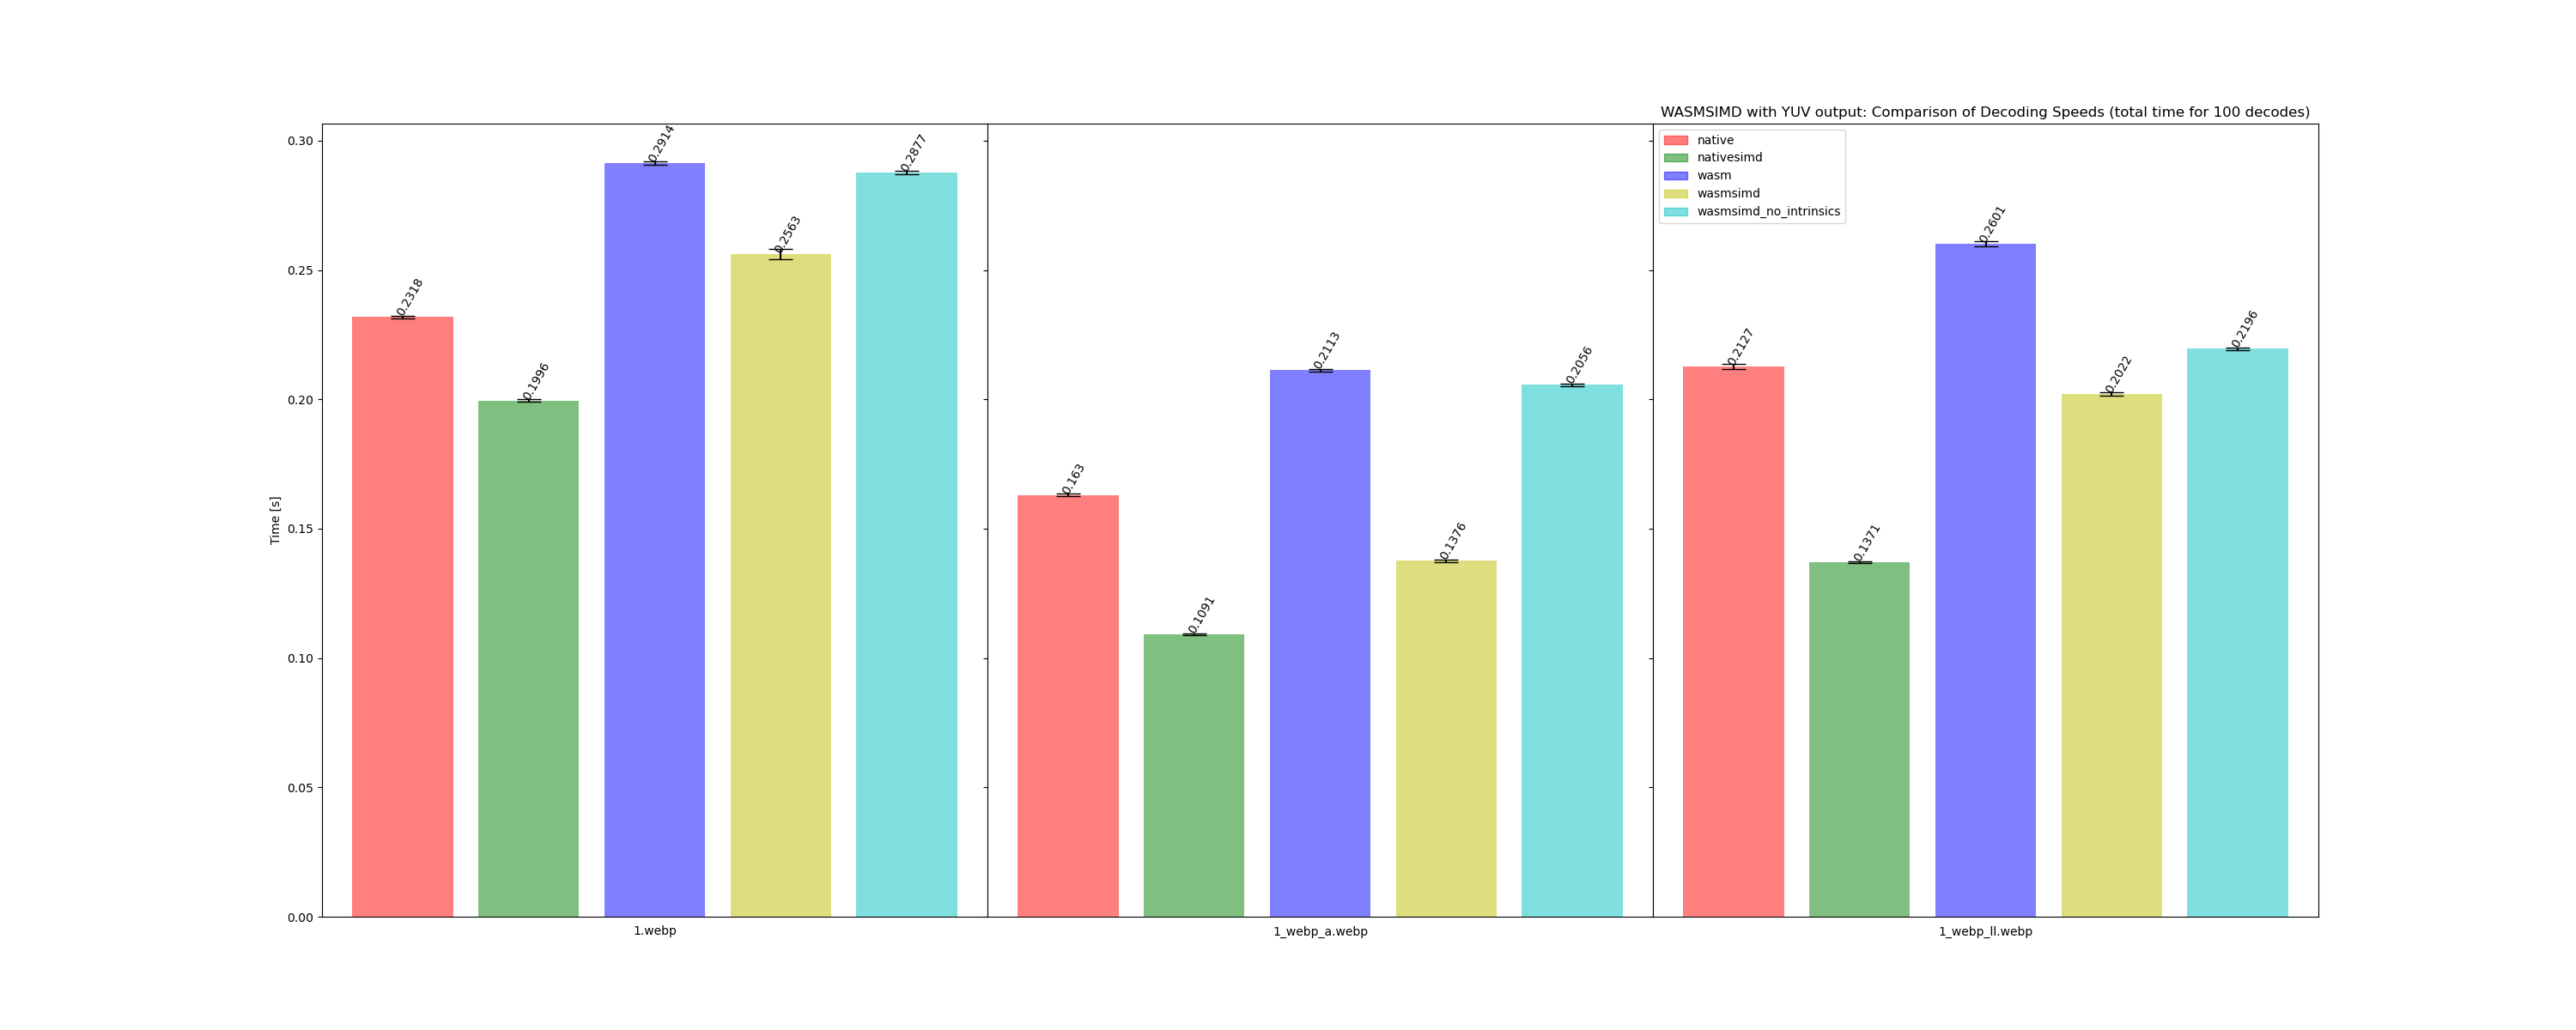 WASMSIMD with YUV output: Comparison of Decoding Speeds (total time for 100 decodes)
native
nativesimd
wasm
wasmsimd
wasmsimd_no_intrinsics
Time [s]
0.30
0.25
0.20
0.15
0.10
0.05
0.00
0.2318
0.1996
0.2914
0.2563
0.2877
1.webp
0.163
0.1091
0.2113
0.1376
0.2056
1_webp_a.webp
0.2127
0.1371
0.2601
0.2022
0.2196
1_webp_ll.webp